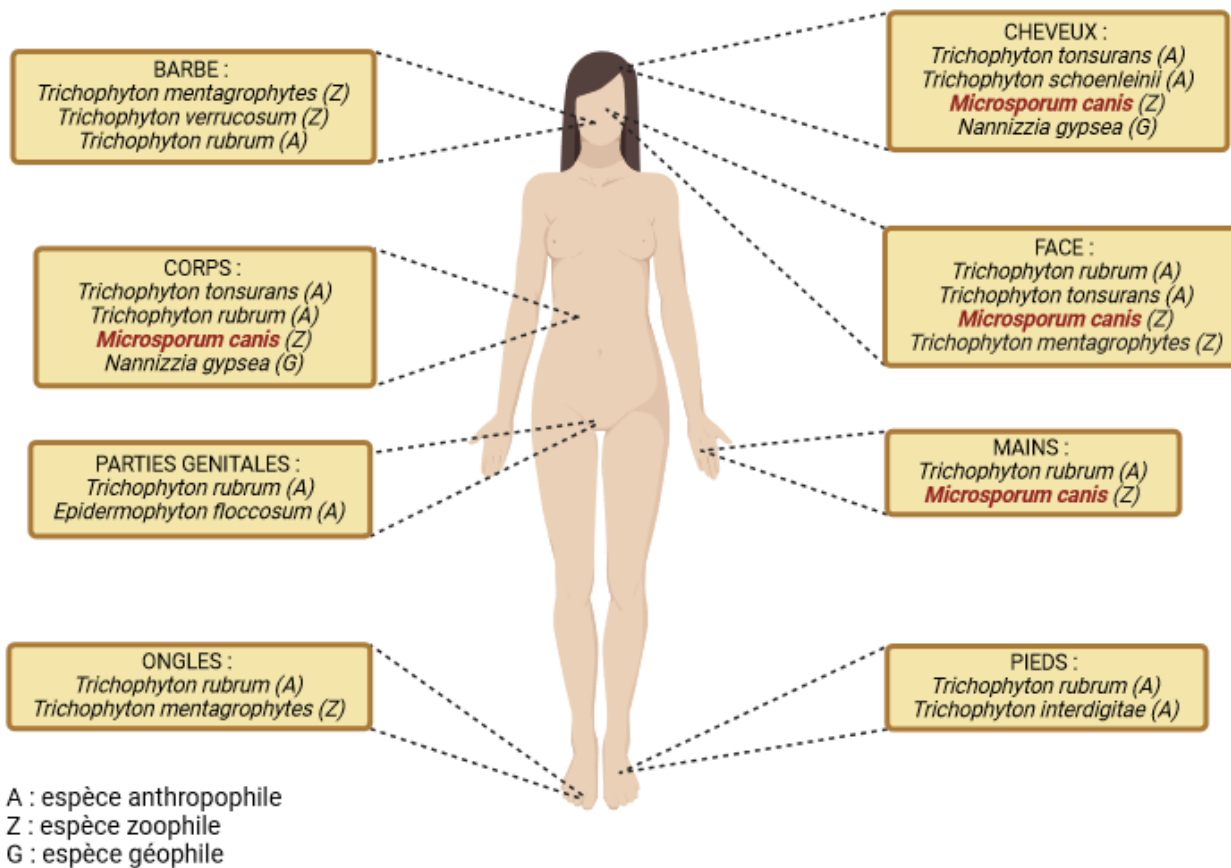 BARBE :
Trichophyton mentagrophytes (Z)
Trichophyton verrucosum (Z)
Trichophyton rubrum (A)
CHEVEUX :
Trichophyton tonsurans (A)
Trichophyton schoenleinii (A)
Microsporum canis (Z)
Nannizzia gypsea (G)
CORPS :
Trichophyton tonsurans (A)
Trichophyton rubrum (A)
Microsporum canis (Z)
Nannizzia gypsea (G)
FACE :
Trichophyton rubrum (A)
Trichophyton tonsurans (A)
Microsporum canis (Z)
Trichophyton mentagrophytes (Z)
PARTIES GENITALES :
Trichophyton rubrum (A)
Epidermophyton floccosum (A)
MAINS :
Trichophyton rubrum (A)
Microsporum canis (Z)
ONGLES :
Trichophyton rubrum (A)
Trichophyton mentagrophytes (Z)
PIEDS :
Trichophyton rubrum (A)
Trichophyton interdigitae (A)
A : espèce anthropophile
Z : espèce zoophile
G : espèce géophile